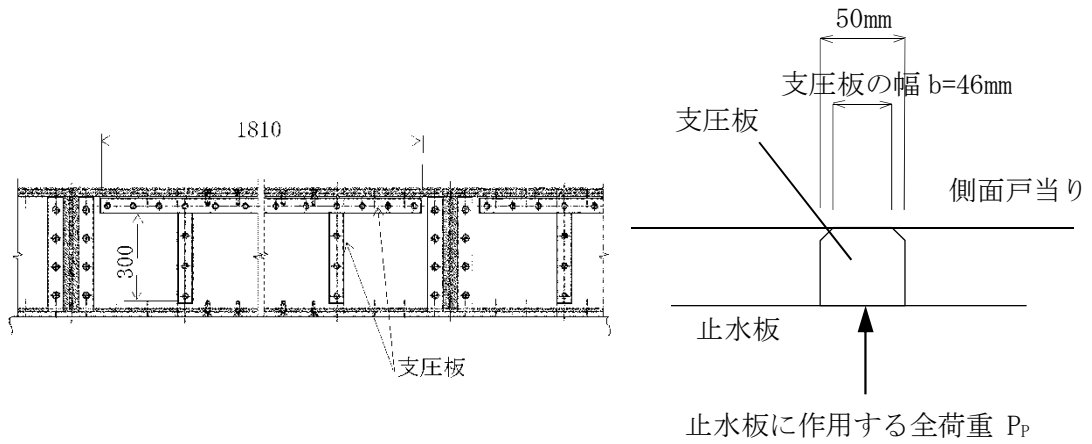 1810
300
支圧板
50mm
支圧板の幅 b=46mm
支圧板
側面戸当り
止水板
止水板に作用する全荷重 PP